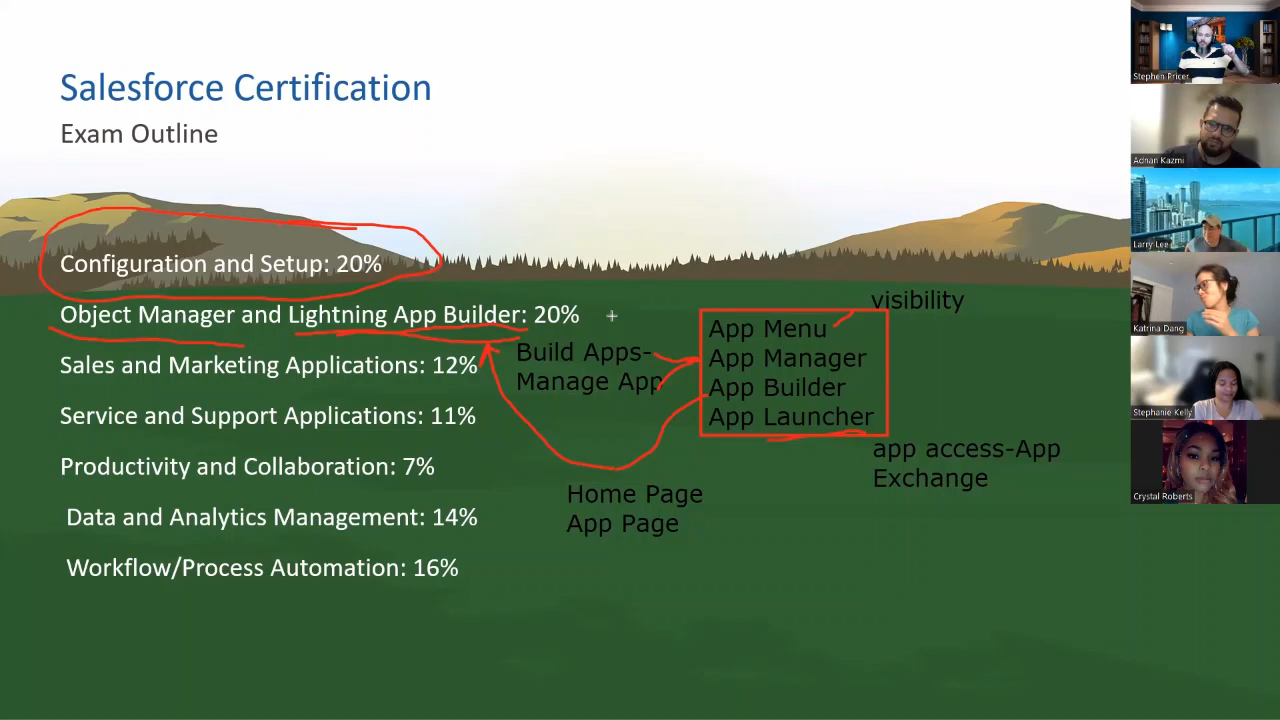 Salesforce Certification
Exam Outline
Configuration and Setup: 20%
Object Manager and Lightning App Builder: 20%
Sales and Marketing Applications: 12%
Service and Support Applications: 11%
Productivity and Collaboration: 7%
Data and Analytics Management: 14%
Workflow/Process Automation: 16%
Build Apps-
Manage App
visibility
App Menu
App Manager
App Builder
App Launcher
app access-App
Exchange
Home Page
App Page
Stephen Pricer
Adnan Kazmi
Larry Lee
Katrina Dang
Stephanie Kelly
Crystal Roberts